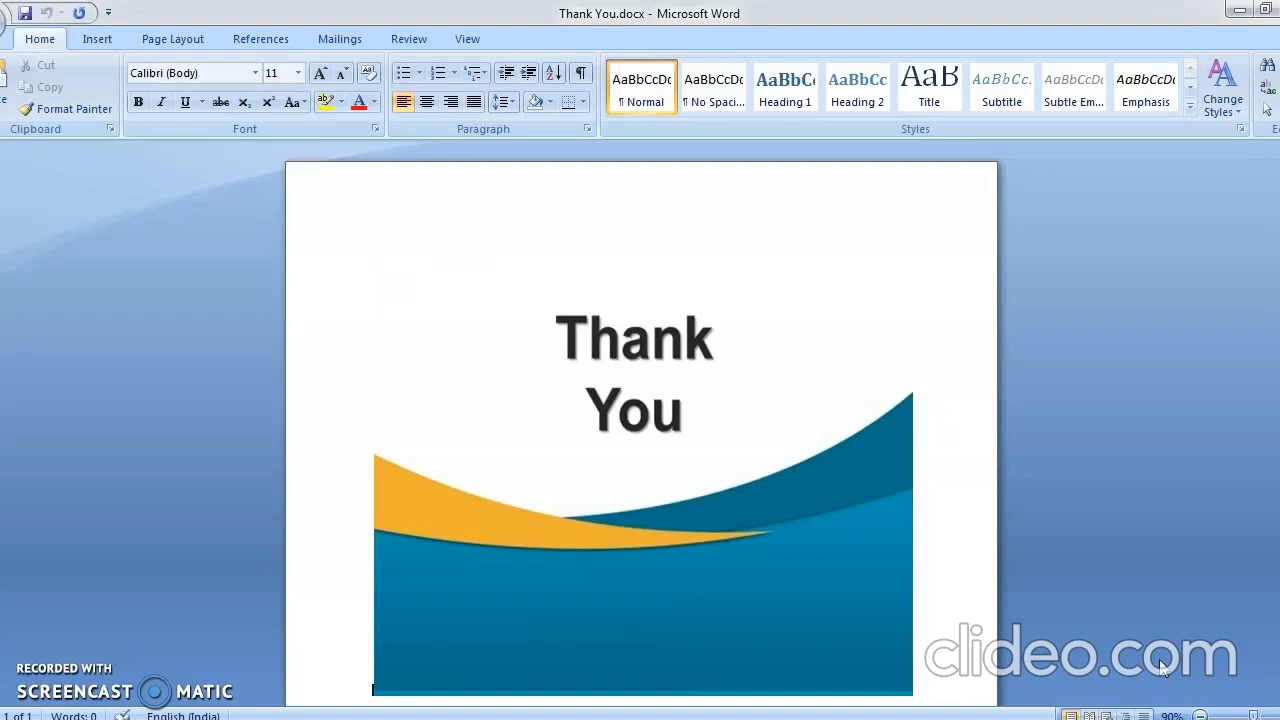 Thank You.docx - Microsoft Word
Home Insert Page Layout References Mailings Review View
Cut
Copy
Format Painter
Clipboard
Calibri (Body) 11
Font
Paragraph
AaBbCcDc AaBbCcDc AaBbC AaBbCc AaB AaBbCc. AaBbCcDc AaBbCcDc
¶ Normal ¶ No Spaci... Heading 1 Heading 2 Title Subtitle Subtle Em... Emphasis
Change
Styles
Styles
Thank
You
clideo.com
RECORDED WITH
SCREENCAST MATIC
1 of 1 Words: 0 English (India) 90%